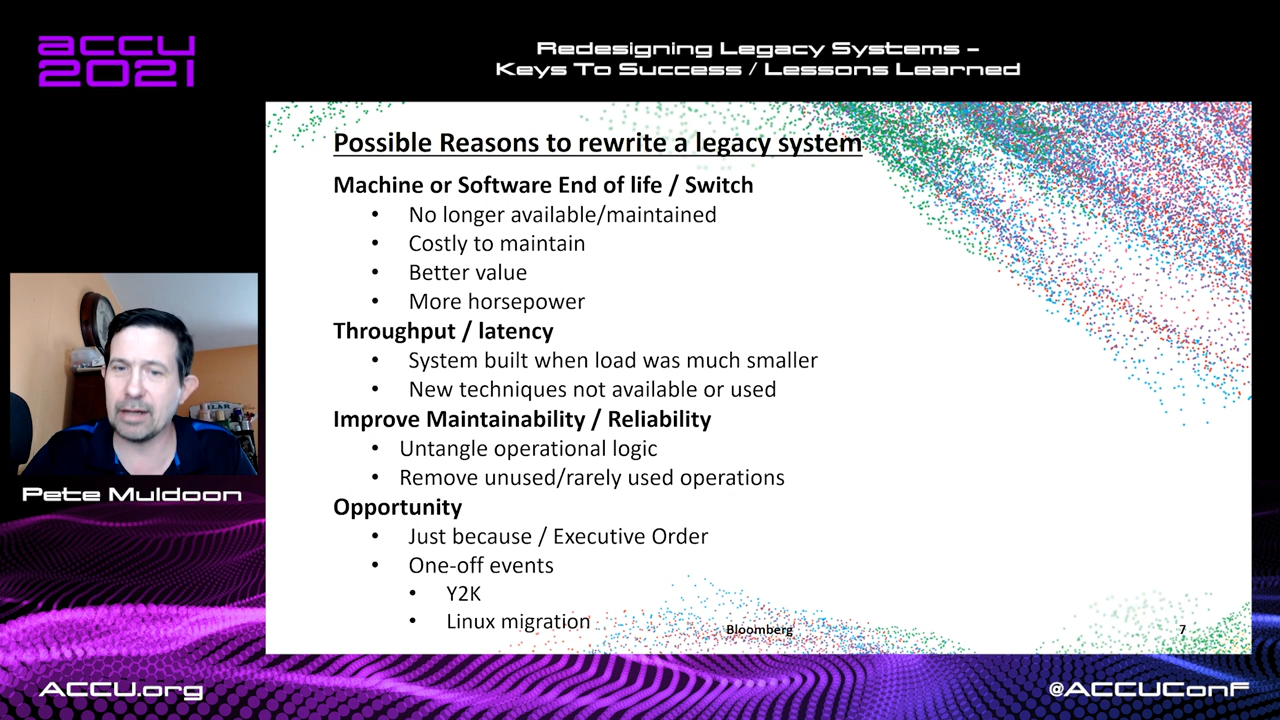 accu
2021
Redesigning Legacy Systems –
Keys To Success / Lessons Learned
Possible Reasons to rewrite a legacy system
Machine or Software End of life / Switch
• No longer available/maintained
• Costly to maintain
• Better value
• More horsepower
Throughput / latency
• System built when load was much smaller
• New techniques not available or used
Improve Maintainability / Reliability
• Untangle operational logic
• Remove unused/rarely used operations
Opportunity
• Just because / Executive Order
• One-off events
• Y2K
• Linux migration
Bloomberg
7
Pete Muldoon
ACCU.org
@ACCUConf